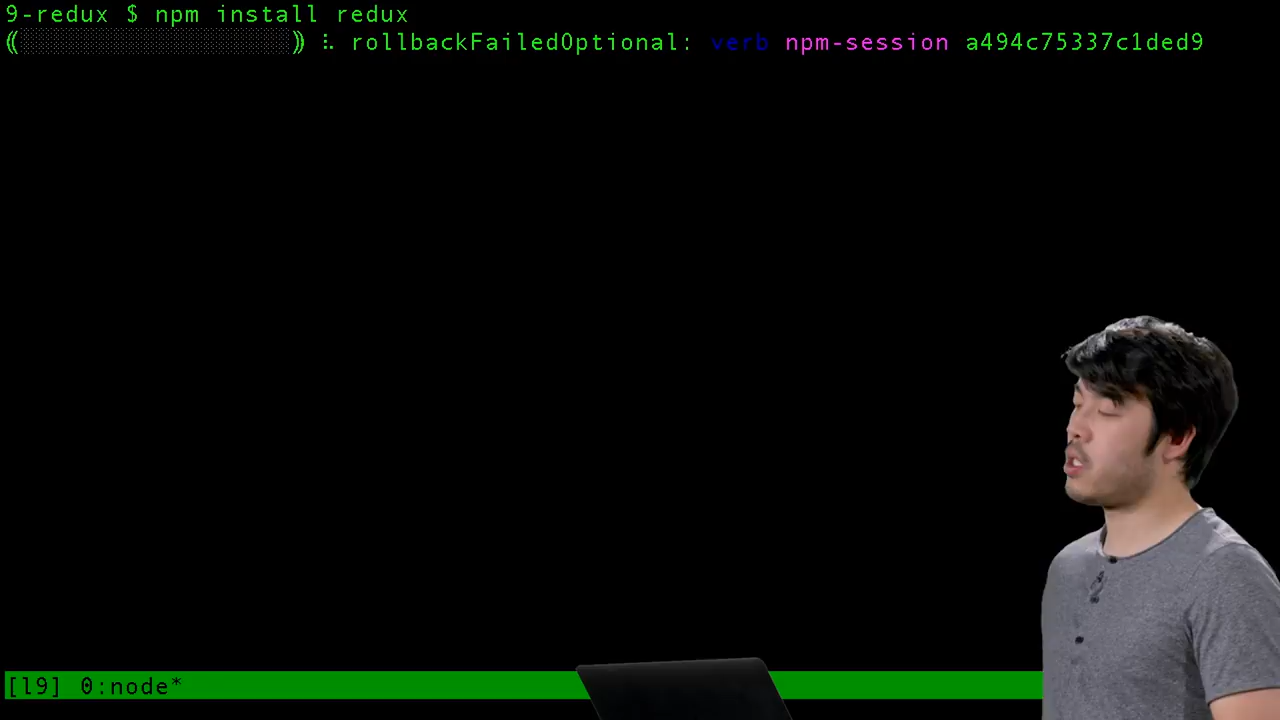 9-redux $ npm install redux
(( )) ⠧ rollbackFailedOptional: verb npm-session a494c75337c1ded9
[l9] 0:node*